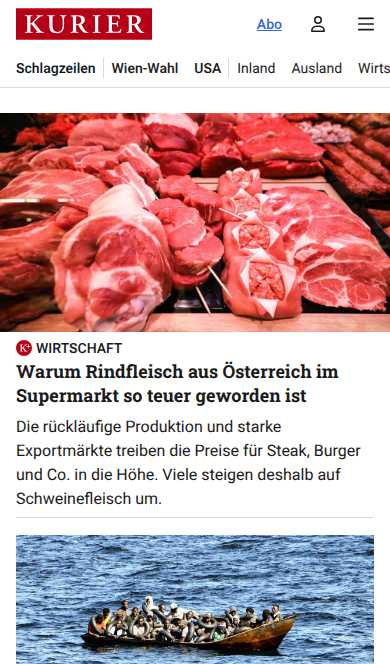 KURIER
Abo
Schlagzeilen Wien-Wahl USA Inland Ausland Wirts
K+ WIRTSCHAFT
Warum Rindfleisch aus Österreich im
Supermarkt so teuer geworden ist
Die rückläufige Produktion und starke
Exportmärkte treiben die Preise für Steak, Burger
und Co. in die Höhe. Viele steigen deshalb auf
Schweinefleisch um.